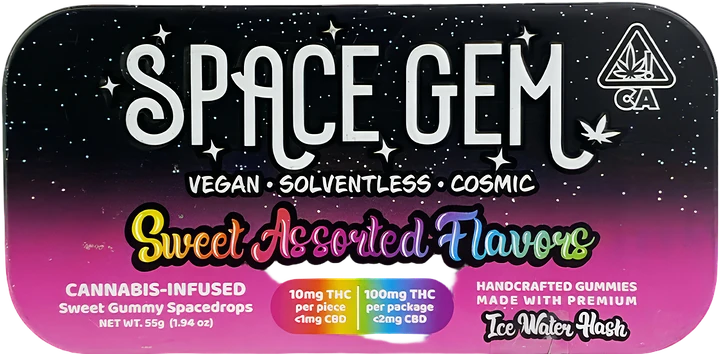 SPACE GEM
CA
VEGAN • SOLVENTLESS • COSMIC
Sweet Assorted Flavors
CANNABIS-INFUSED
Sweet Gummy Spacedrops
NET WT. 55g (1.94 oz)
10mg THC
per piece
<1mg CBD
100mg THC
per package
<2mg CBD
HANDCRAFTED GUMMIES
MADE WITH PREMIUM
Ice Water Hash